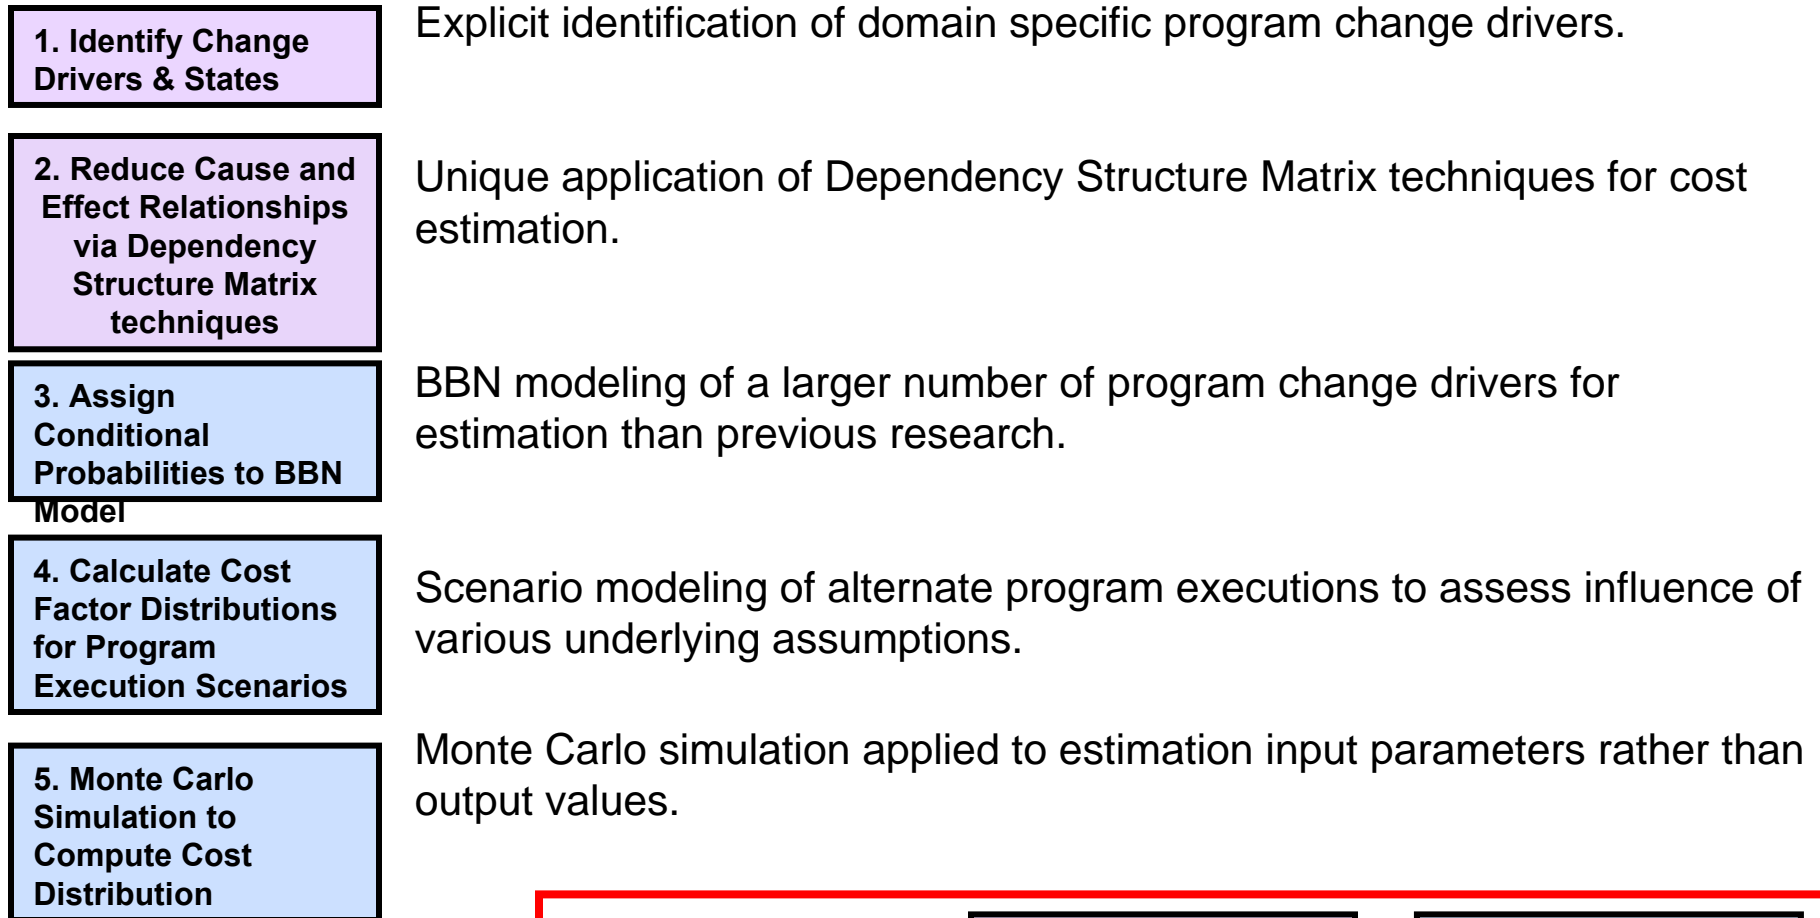 1. Identify Change
Drivers & States
Explicit identification of domain specific program change drivers.
2. Reduce Cause and
Effect Relationships
via Dependency
Structure Matrix
techniques
Unique application of Dependency Structure Matrix techniques for cost
estimation.
3. Assign
Conditional
Probabilities to BBN
Model
BBN modeling of a larger number of program change drivers for
estimation than previous research.
4. Calculate Cost
Factor Distributions
for Program
Execution Scenarios
Scenario modeling of alternate program executions to assess influence of
various underlying assumptions.
5. Monte Carlo
Simulation to
Compute Cost
Distribution
Monte Carlo simulation applied to estimation input parameters rather than
output values.